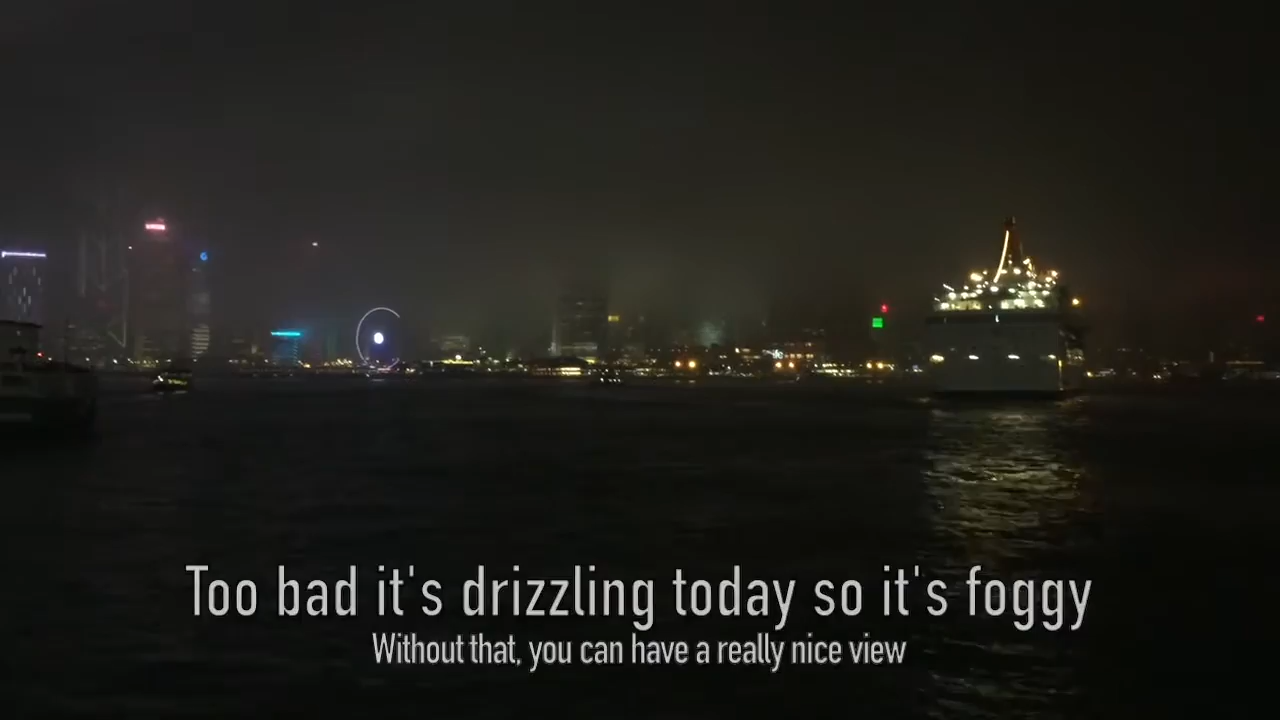 Too bad it's drizzling today so it's foggy
Without that, you can have a really nice view